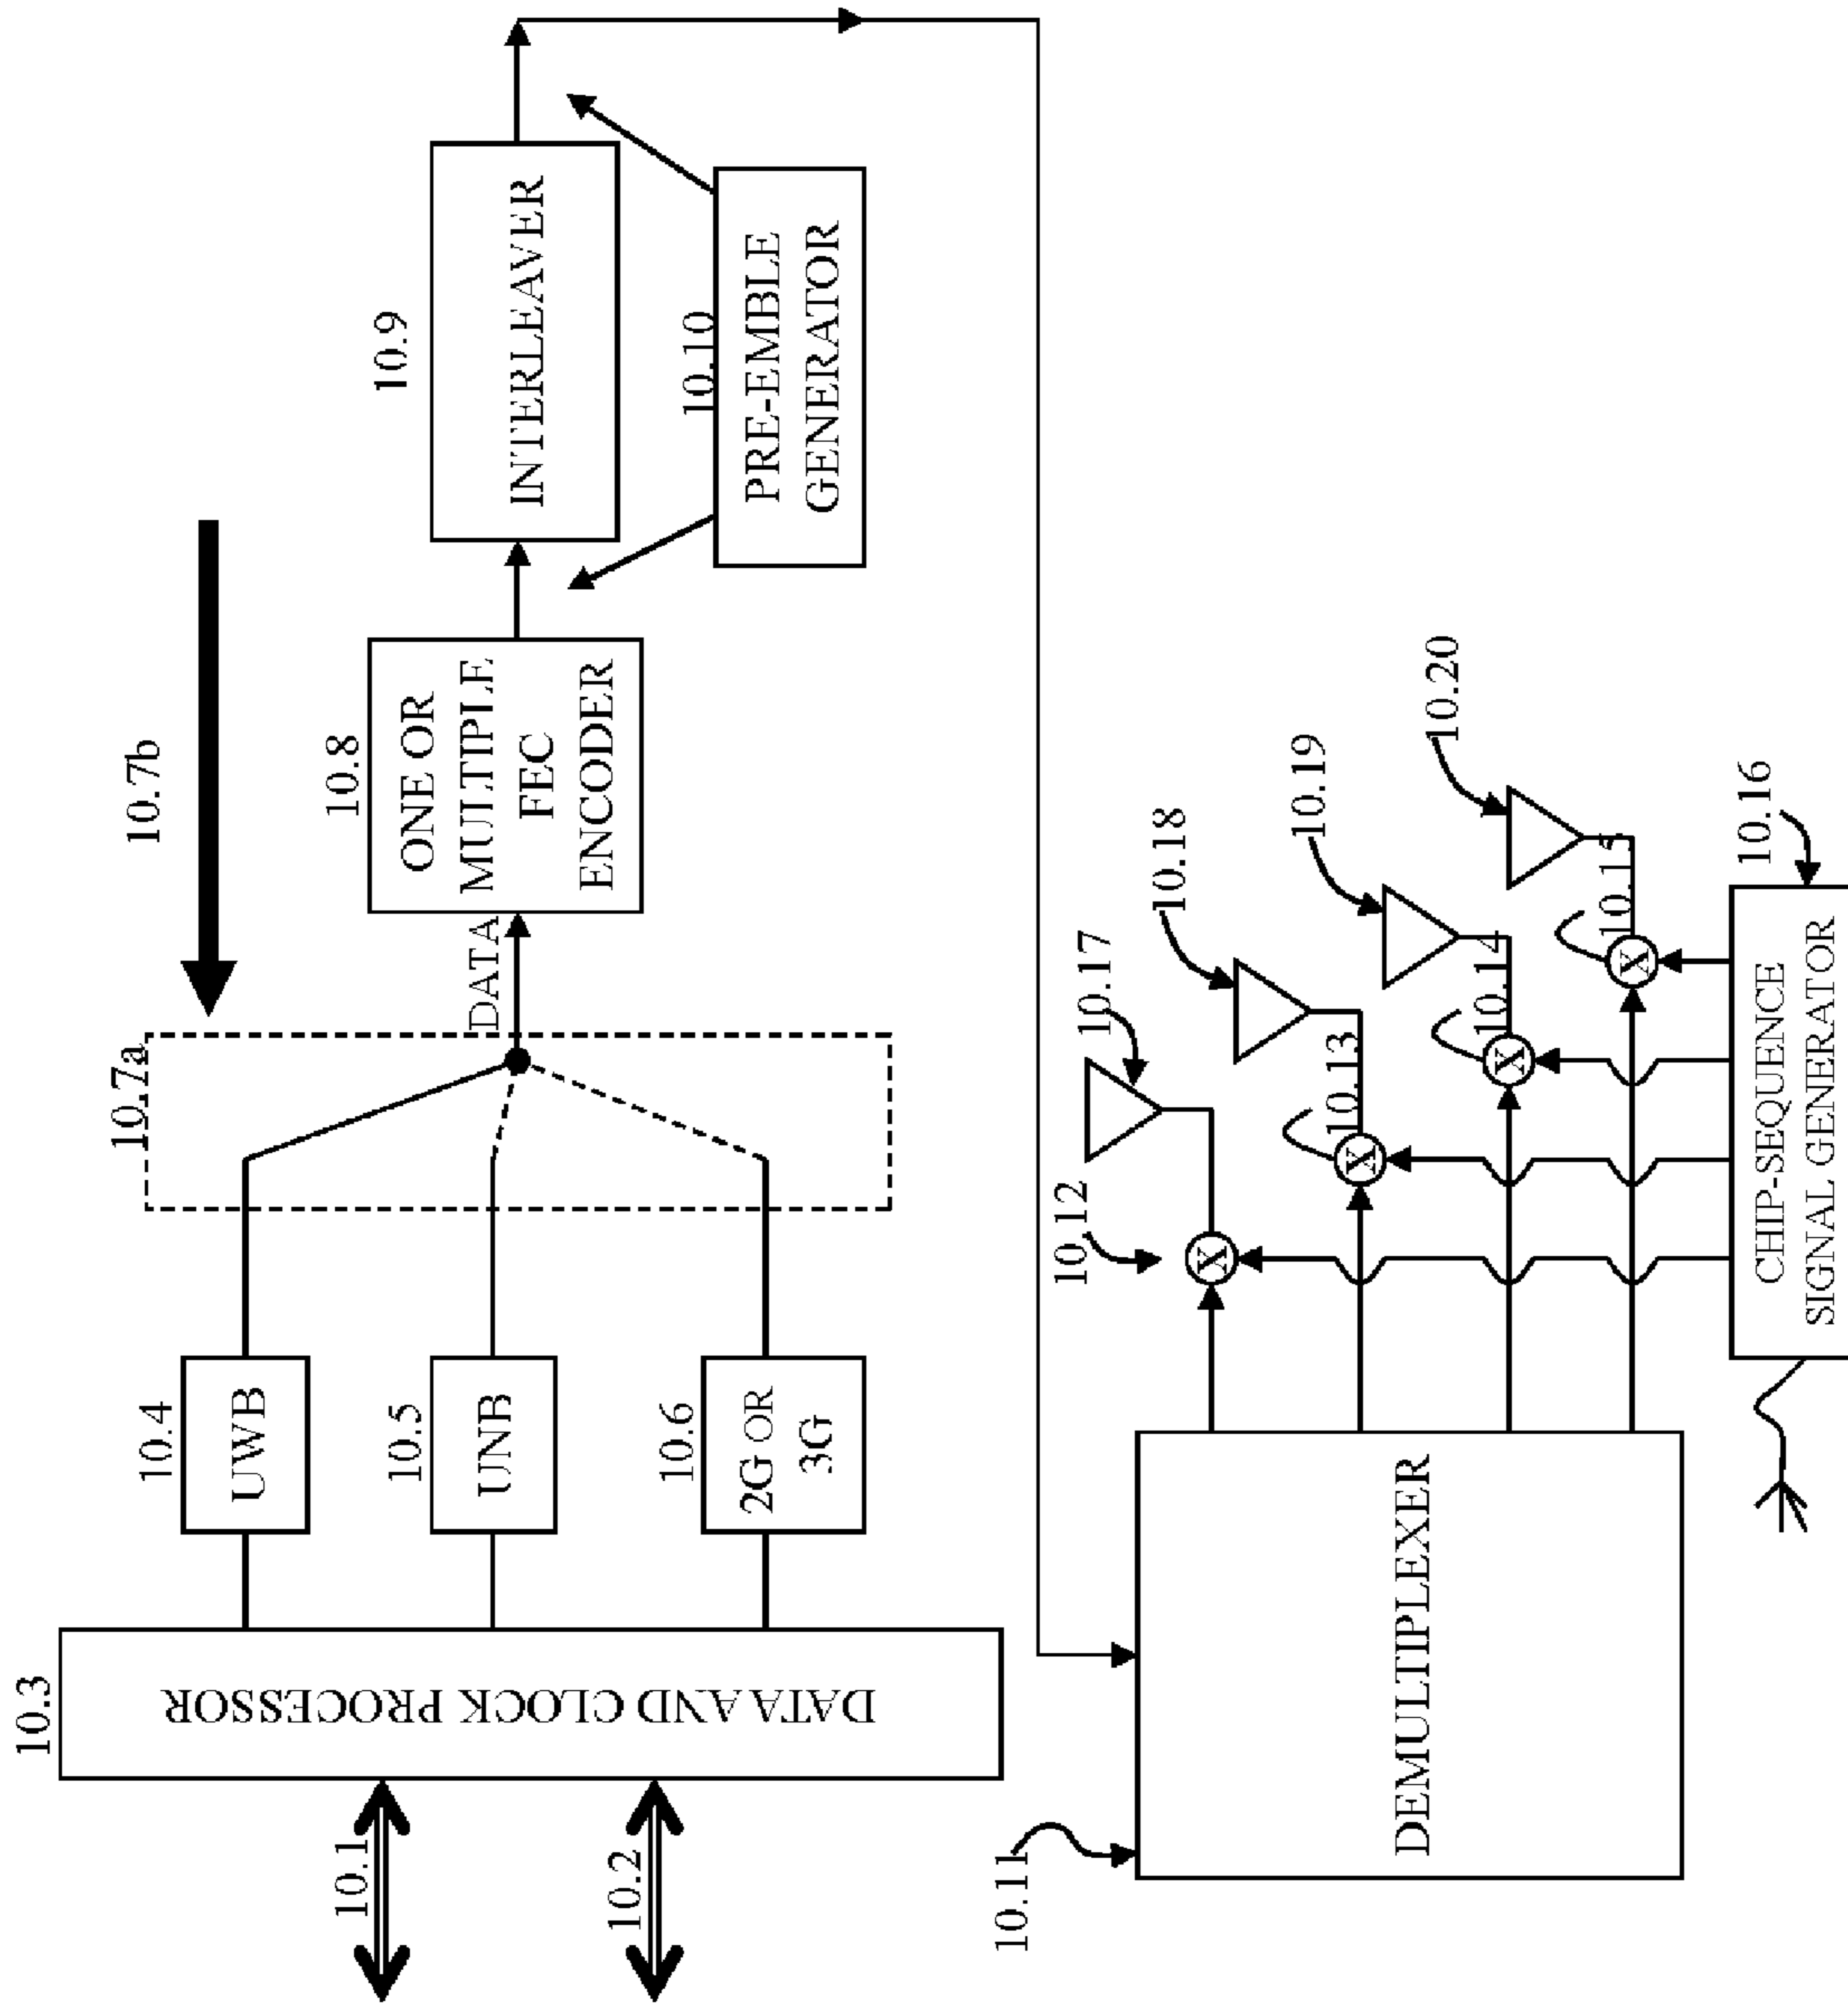 10.1
10.2
10.3
DATA AND CLOCK PROCESSOR
10.4
UWB
10.5
UNB
10.6
2G OR
3G
10.7a
10.7b
DATA
10.8
ONE OR
MULTIPLE
FEC
ENCODER
10.9
INTERLEAVER
10.10
PRE-EMBLE
GENERATOR
10.11
DEMULTIPLEXER
10.12
X
10.17
10.13
X
10.18
10.14
X
10.19
10.15
X
10.20
10.16
CHIP-SEQUENCE
SIGNAL GENERATOR